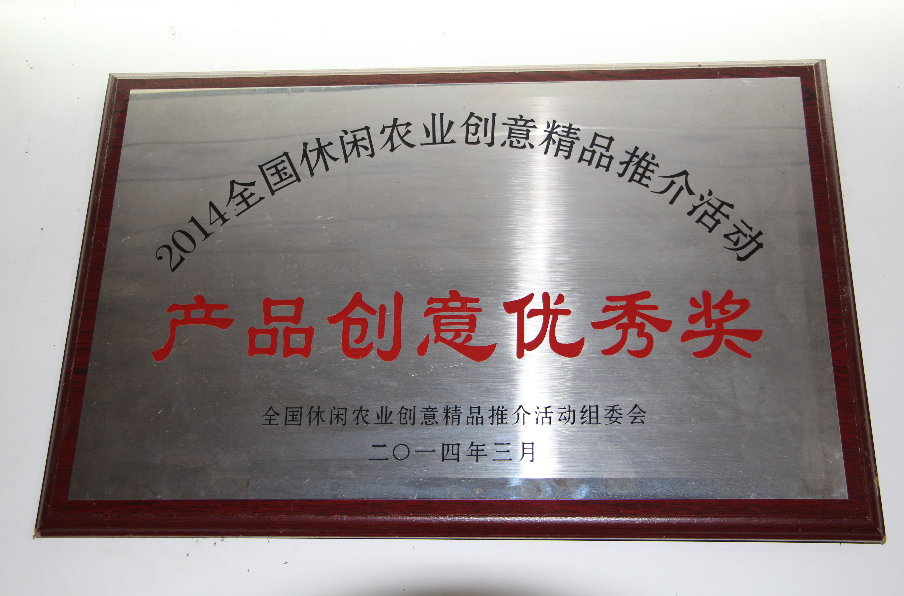 2014全国休闲农业创意精品推介活动
产品创意优秀奖
全国休闲农业创意精品推介活动组委会
二〇一四年三月